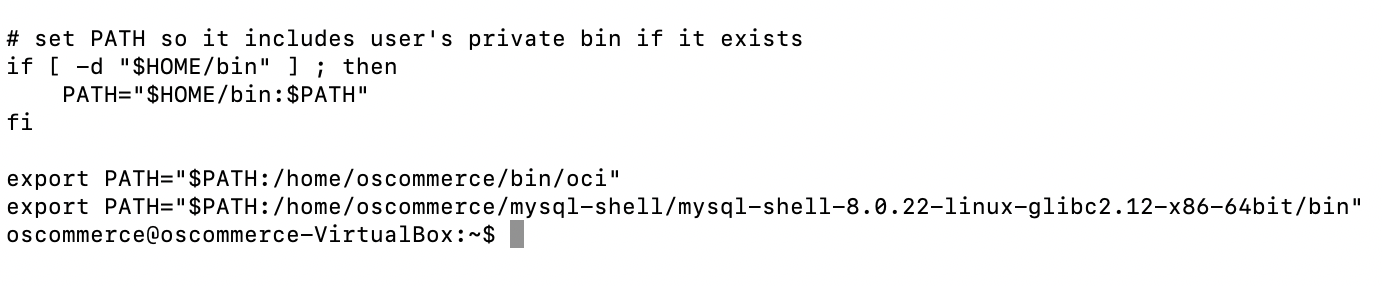 # set PATH so it includes user's private bin if it exists
if [ -d "$HOME/bin" ] ; then
    PATH="$HOME/bin:$PATH"
fi

export PATH="$PATH:/home/oscommerce/bin/oci"
export PATH="$PATH:/home/oscommerce/mysql-shell/mysql-shell-8.0.22-linux-glibc2.12-x86-64bit/bin"
oscommerce@oscommerce-VirtualBox:~$